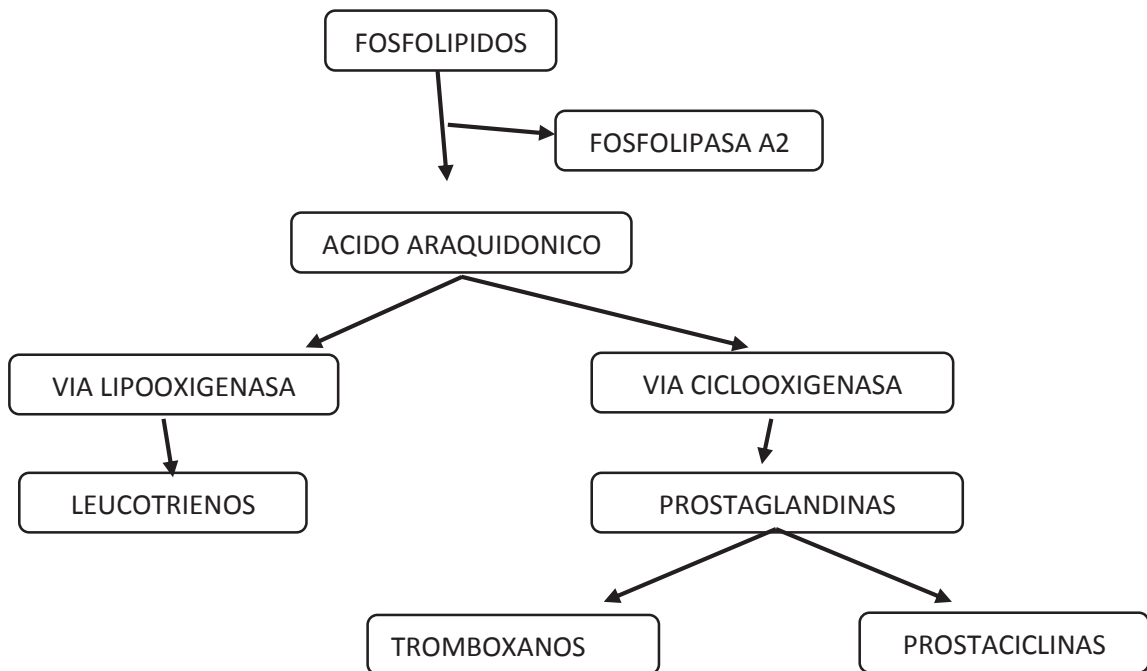 FOSFOLIPIDOS
FOSFOLIPASA A2
ACIDO ARAQUIDONICO
VIA LIPOOXIGENASA
VIA CICLOOXIGENASA
LEUCOTRIENOS
PROSTAGLANDINAS
TROMBOXANOS
PROSTACICLINAS